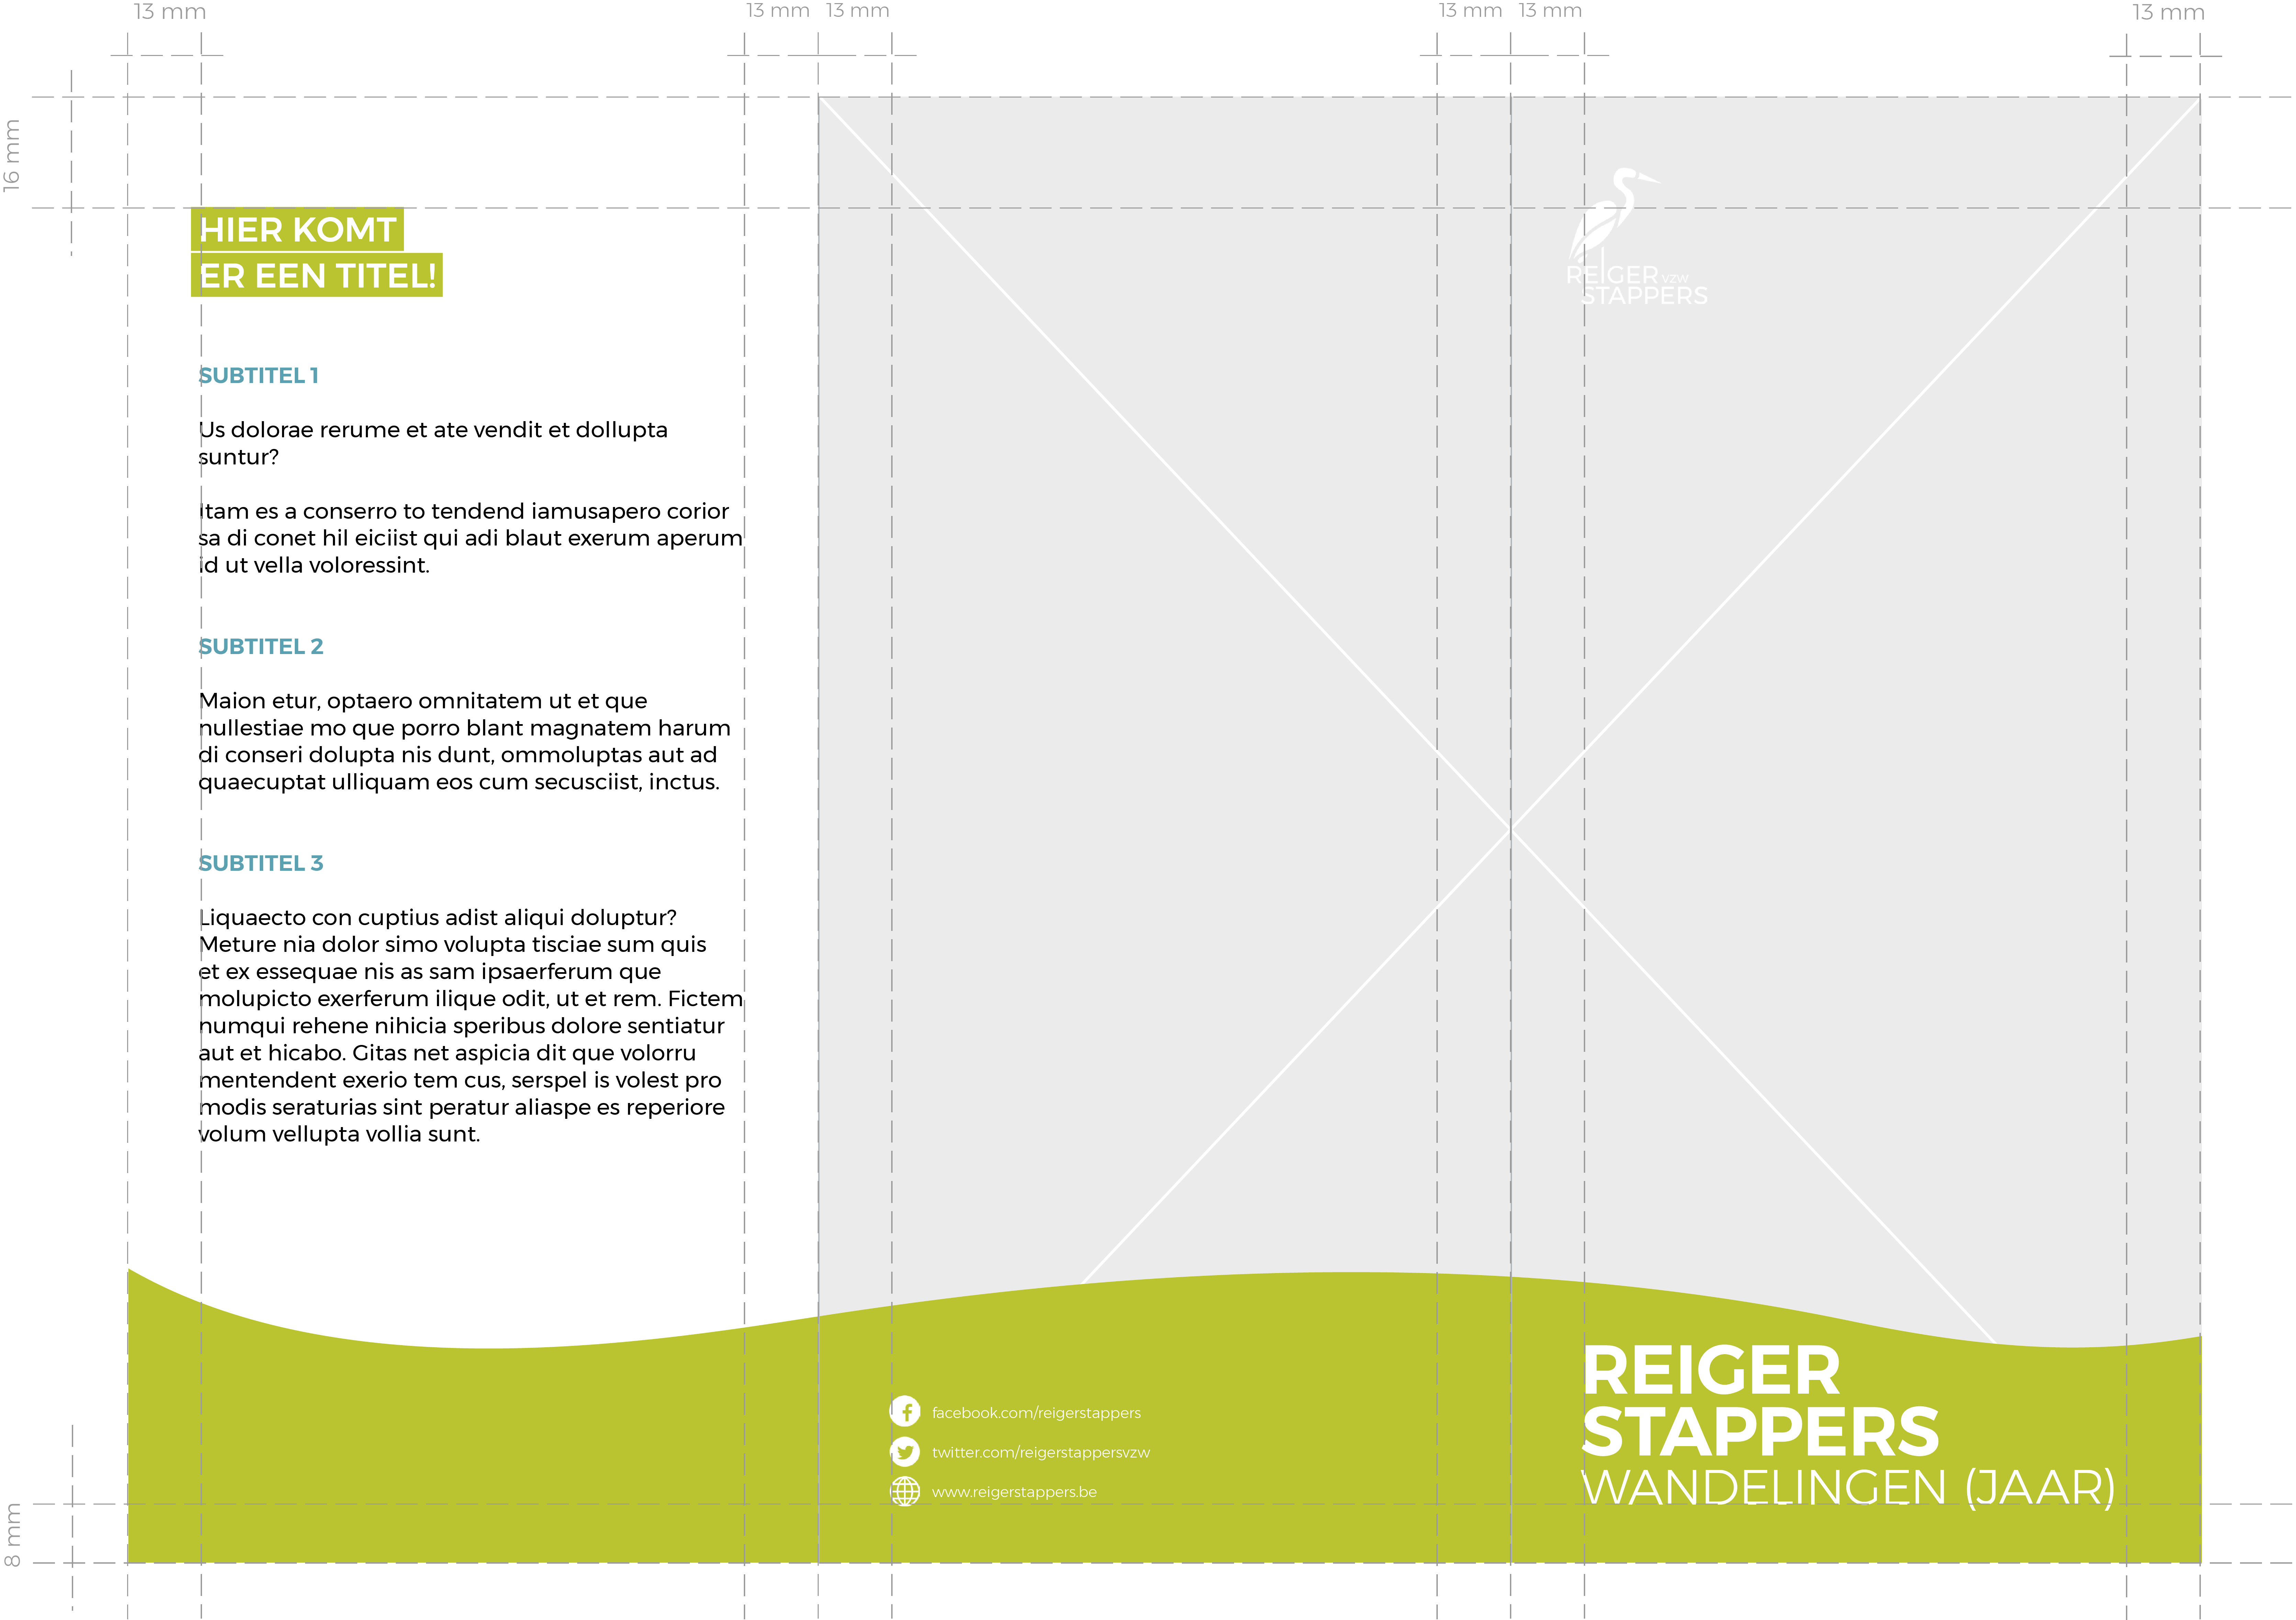 13 mm
13 mm
13 mm
13 mm
13 mm
13 mm
16 mm
HIER KOMT
ER EEN TITEL!
SUBTITEL 1
Us dolorae rerume et ate vendit et dollupta
suntur?
Itam es a conserro to tendend iamusapero corior
sa di conet hil eiciist qui adi blaut exerum aperum
id ut vella voloressint.
SUBTITEL 2
Maion etur, optaero omnitatem ut et que
nullestiae mo que porro blant magnatem harum
di conseri dolupta nis dunt, ommoluptas aut ad
quaecuptat ulliquam eos cum secusciist, inctus.
SUBTITEL 3
Liquaecto con cuptius adist aliqui doluptur?
Meture nia dolor simo volupta tisciae sum quis
et ex essequae nis as sam ipsaerferum que
molupicto exerferum ilique odit, ut et rem. Fictem
numqui rehene nihicia speribus dolore sentiatur
aut et hicabo. Gitas net aspicia dit que volorru
mentendent exerio tem cus, serspel is volest pro
modis seraturias sint peratur aliaspe es reperiore
volum vellupta vollia sunt.
8 mm
facebook.com/reigerstappers
twitter.com/reigerstappersvzw
www.reigerstappers.be
REIGER vzw
STAPPERS
REIGER
STAPPERS
WANDELINGEN (JAAR)